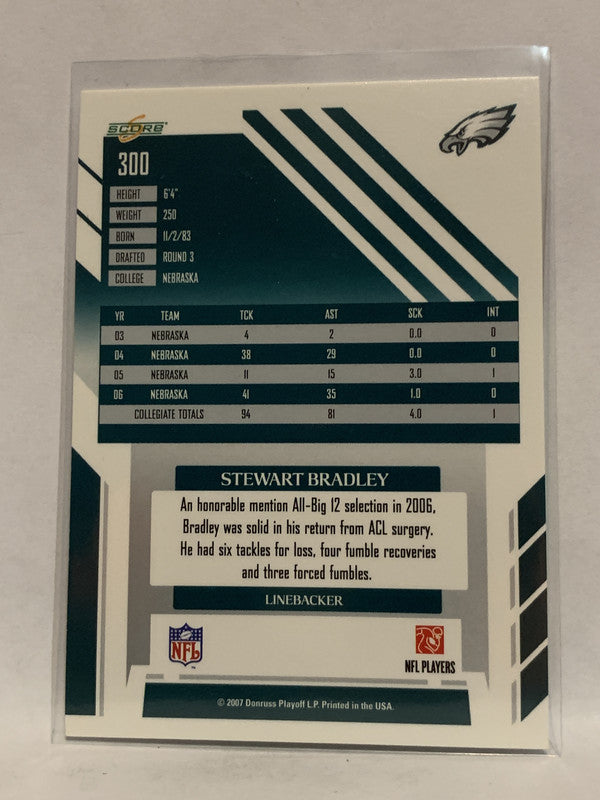 SCORE
300
HEIGHT 6'4"
WEIGHT 250
BORN 11/2/83
DRAFTED ROUND 3
COLLEGE NEBRASKA
YR TEAM TCK AST SCK INT
03 NEBRASKA 4 2 0.0 0
04 NEBRASKA 38 29 0.0 0
05 NEBRASKA 11 15 3.0 1
06 NEBRASKA 41 35 1.0 0
COLLEGIATE TOTALS 94 81 4.0 1
STEWART BRADLEY
An honorable mention All-Big 12 selection in 2006,
Bradley was solid in his return from ACL surgery.
He had six tackles for loss, four fumble recoveries
and three forced fumbles.
LINEBACKER
NFL
NFL PLAYERS
© 2007 Donruss Playoff L.P. Printed in the USA.